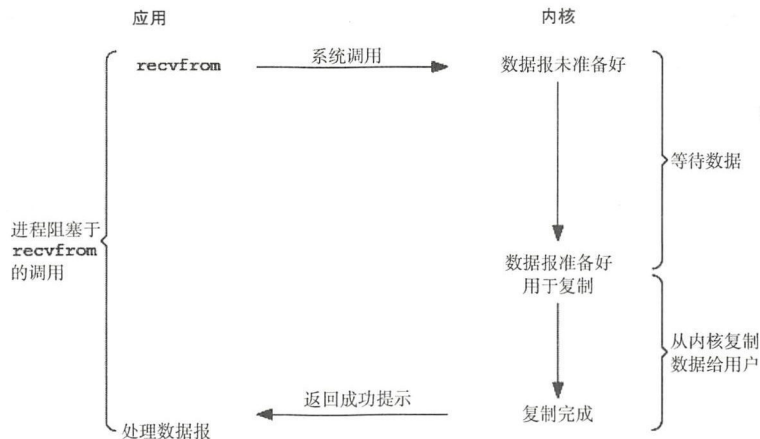 应用
内核
recvfrom
系统调用
数据报未准备好
等待数据
进程阻塞于
recvfrom
的调用
数据报准备好
用于复制
从内核复制
数据给用户
返回成功提示
复制完成
处理数据报